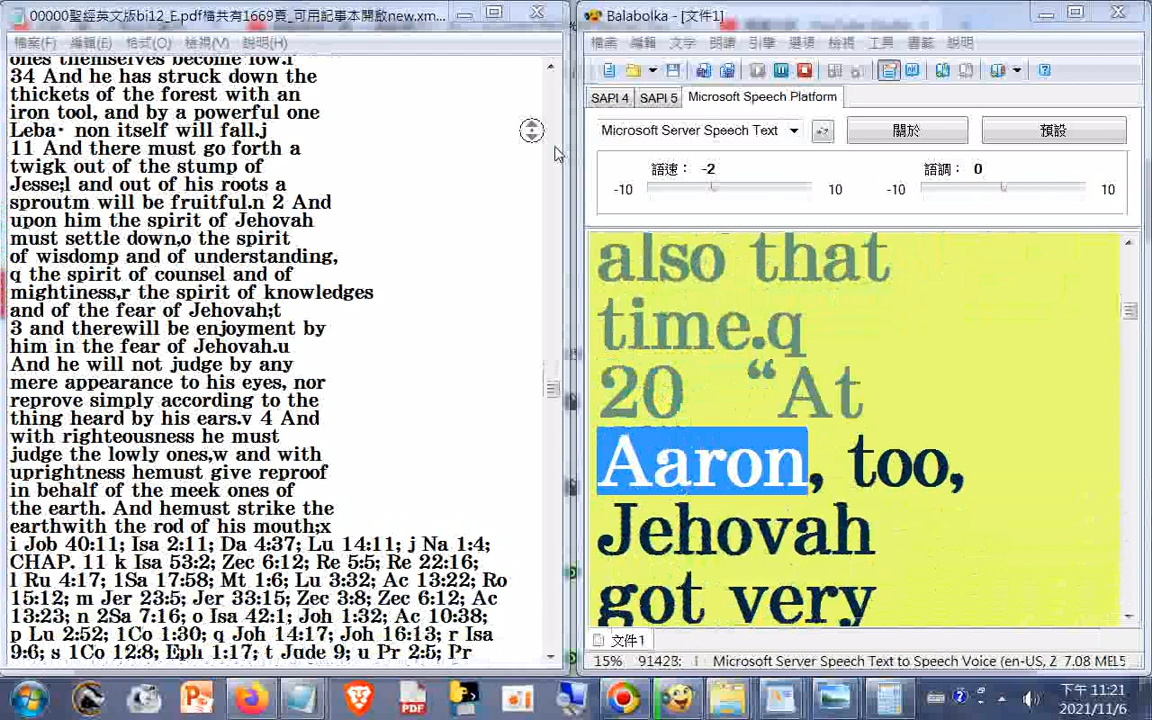 00000聖經英文版bi12_E.pdf檔共有1669頁_可用記事本開啟new.xm...
檔案(F) 編輯(E) 格式(O) 檢視(V) 說明(H)
ones themselves become low.i
34 And he has struck down the
thickets of the forest with an
iron tool, and by a powerful one
Leba· non itself will fall.j
11 And there must go forth a
twigk out of the stump of
Jesse;l and out of his roots a
sproutm will be fruitful.n 2 And
upon him the spirit of Jehovah
must settle down,o the spirit
of wisdomp and of understanding,
q the spirit of counsel and of
mightiness,r the spirit of knowledges
and of the fear of Jehovah;t
3 and therewill be enjoyment by
him in the fear of Jehovah.u
And he will not judge by any
mere appearance to his eyes, nor
reprove simply according to the
thing heard by his ears.v 4 And
with righteousness he must
judge the lowly ones,w and with
uprightness hemust give reproof
in behalf of the meek ones of
the earth. And hemust strike the
earthwith the rod of his mouth;x
i Job 40:11; Isa 2:11; Da 4:37; Lu 14:11; j Na 1:4;
CHAP. 11 k Isa 53:2; Zec 6:12; Re 5:5; Re 22:16;
l Ru 4:17; 1Sa 17:58; Mt 1:6; Lu 3:32; Ac 13:22; Ro
15:12; m Jer 23:5; Jer 33:15; Zec 3:8; Zec 6:12; Ac
13:23; n 2Sa 7:16; o Isa 42:1; Joh 1:32; Ac 10:38;
p Lu 2:52; 1Co 1:30; q Joh 14:17; Joh 16:13; r Isa
9:6; s 1Co 12:8; Eph 1:17; t Jude 9; u Pr 2:5; Pr
Balabolka - [文件1]
檔案 編輯 文字 朗讀 引擎 選項 檢視 工具 書籤 說明
SAPI 4 SAPI 5 Microsoft Speech Platform
Microsoft Server Speech Text 關於 預設
語速： -2 語調： 0
-10 10 -10 10
also that
time.q
20 “At
Aaron, too,
Jehovah
got very
文件1
15% Microsoft Server Speech Text to Speech Voice (en-US, Z 7.08
PDF
下午 11:21
2021/11/6